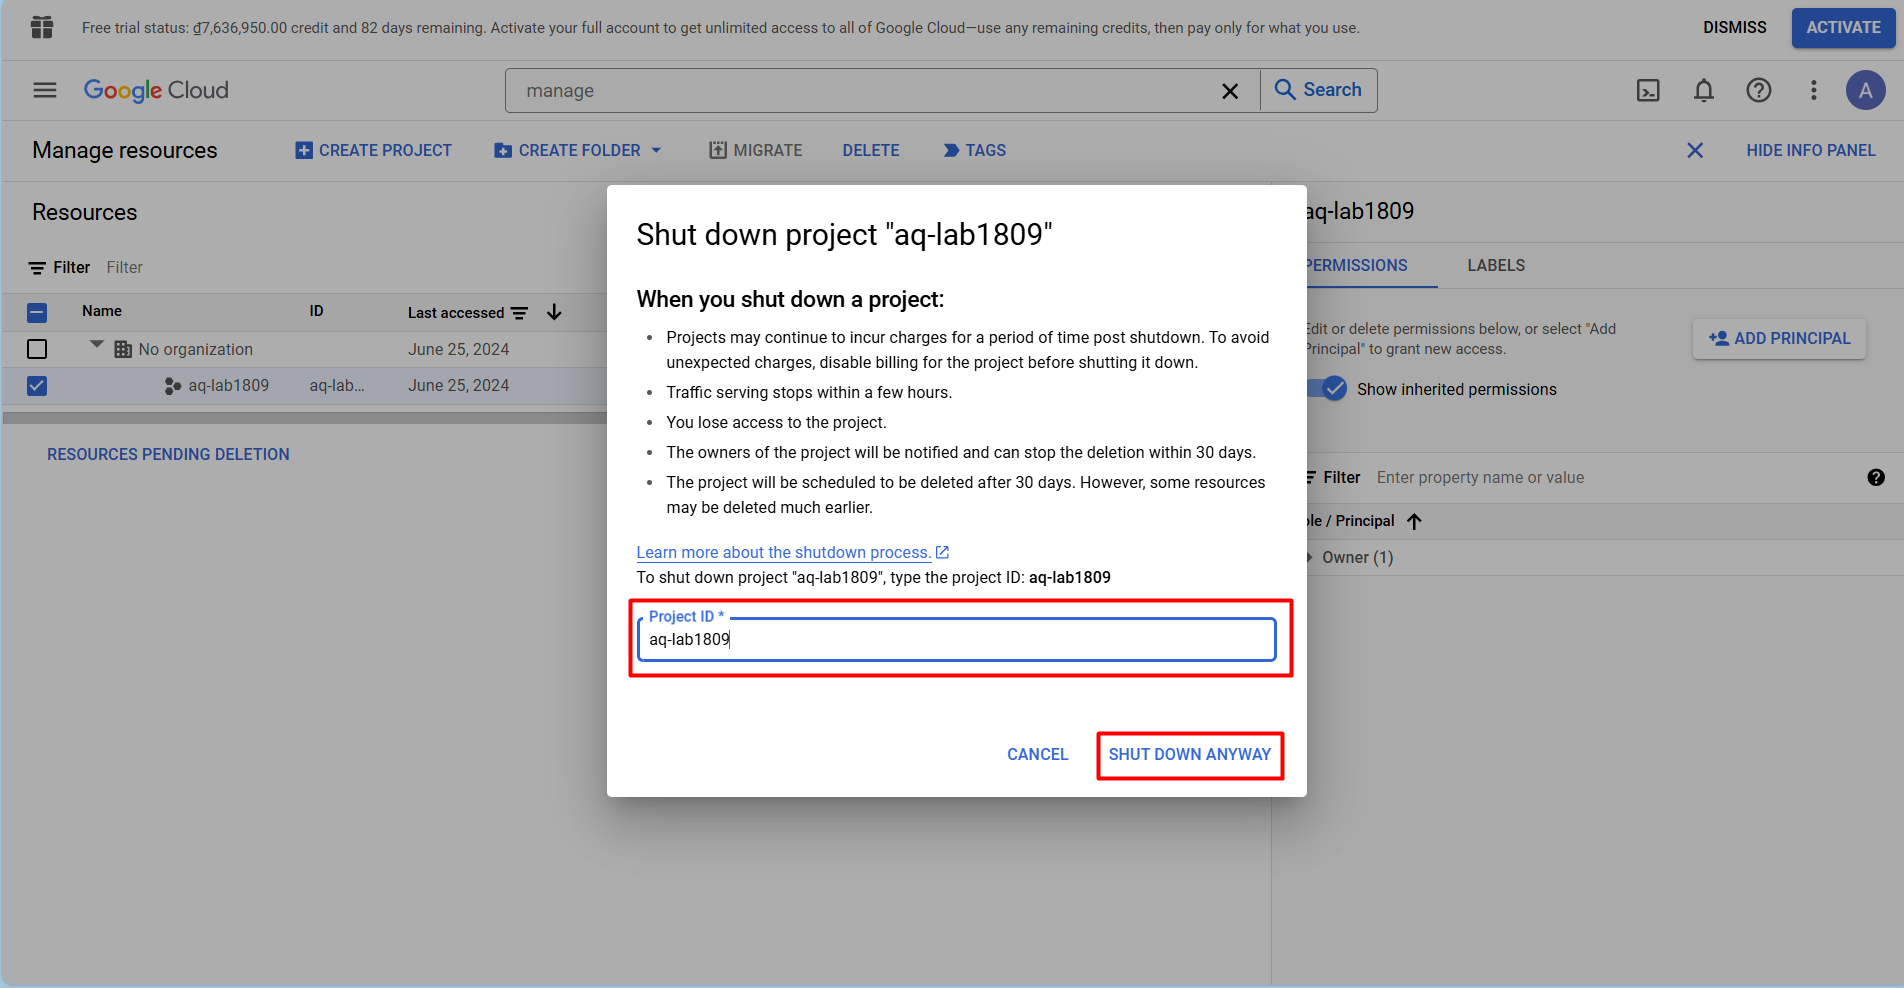 Free trial status: ₫7,636,950.00 credit and 82 days remaining. Activate your full account to get unlimited access to all of Google Cloud—use any remaining credits, then pay only for what you use.
DISMISS
ACTIVATE
Google Cloud
manage
Search
A
Manage resources
CREATE PROJECT
CREATE FOLDER
MIGRATE
DELETE
TAGS
HIDE INFO PANEL
Resources
Filter Filter
Name ID Last accessed
No organization June 25, 2024
aq-lab1809 aq-lab... June 25, 2024
RESOURCES PENDING DELETION
Shut down project "aq-lab1809"
When you shut down a project:
• Projects may continue to incur charges for a period of time post shutdown. To avoid
unexpected charges, disable billing for the project before shutting it down.
• Traffic serving stops within a few hours.
• You lose access to the project.
• The owners of the project will be notified and can stop the deletion within 30 days.
• The project will be scheduled to be deleted after 30 days. However, some resources
may be deleted much earlier.
Learn more about the shutdown process.
To shut down project "aq-lab1809", type the project ID: aq-lab1809
Project ID *
aq-lab1809
CANCEL
SHUT DOWN ANYWAY
aq-lab1809
PERMISSIONS
LABELS
Edit or delete permissions below, or select "Add
Principal" to grant new access.
ADD PRINCIPAL
Show inherited permissions
Filter Enter property name or value
ole / Principal
Owner (1)